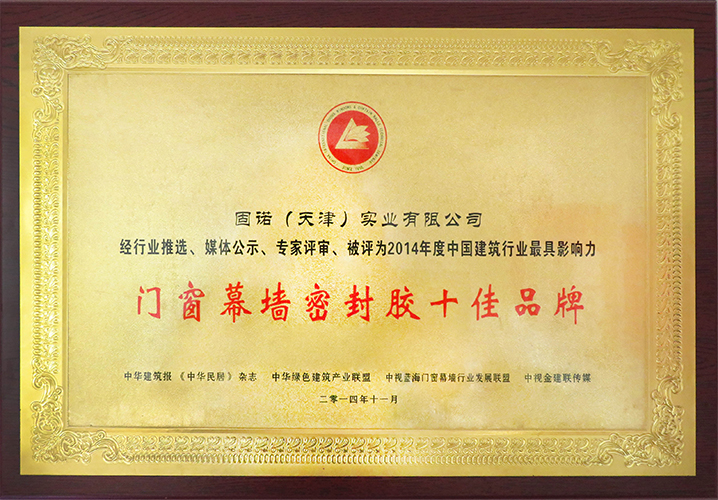 固诺（天津）实业有限公司
经行业推选、媒体公示、专家评审、被评为2014年度中国建筑行业最具影响力
门窗幕墙密封胶十佳品牌
中华建筑报 《中华民居》杂志 中华绿色建筑产业联盟 中视蓝海门窗幕墙行业发展联盟 中视金建联传媒
二零一四年十一月